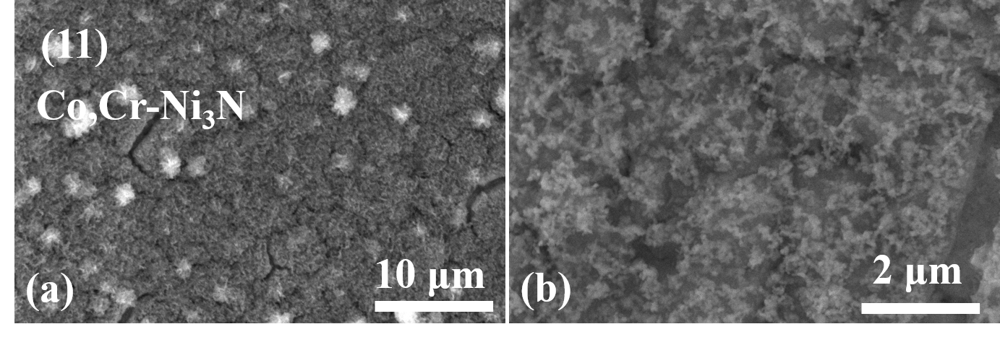 (11)
Co,Cr-Ni₃N
(a)
10 μm
(b)
2 μm